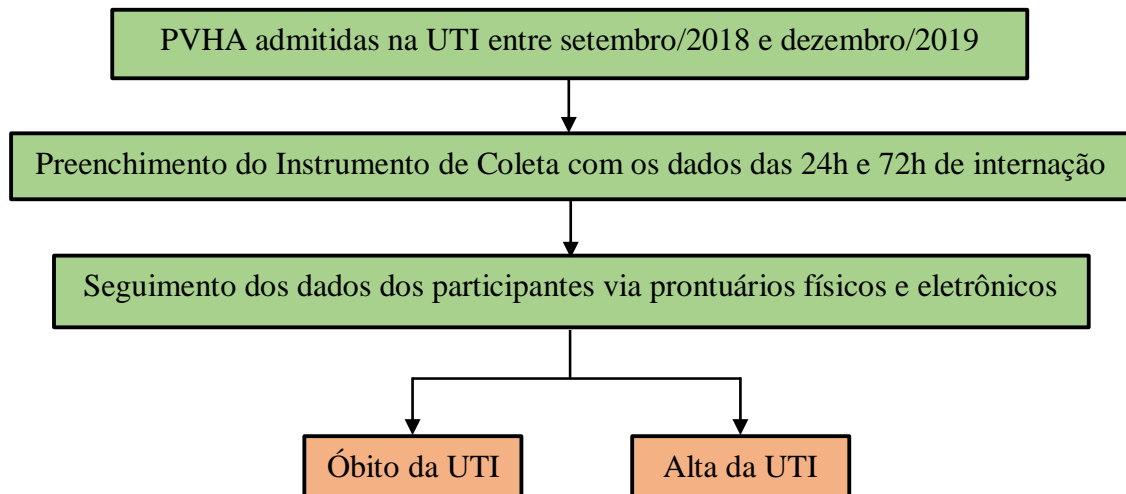 PVHA admitidas na UTI entre setembro/2018 e dezembro/2019
Preenchimento do Instrumento de Coleta com os dados das 24h e 72h de internação
Seguimento dos dados dos participantes via prontuários físicos e eletrônicos
Óbito da UTI
Alta da UTI